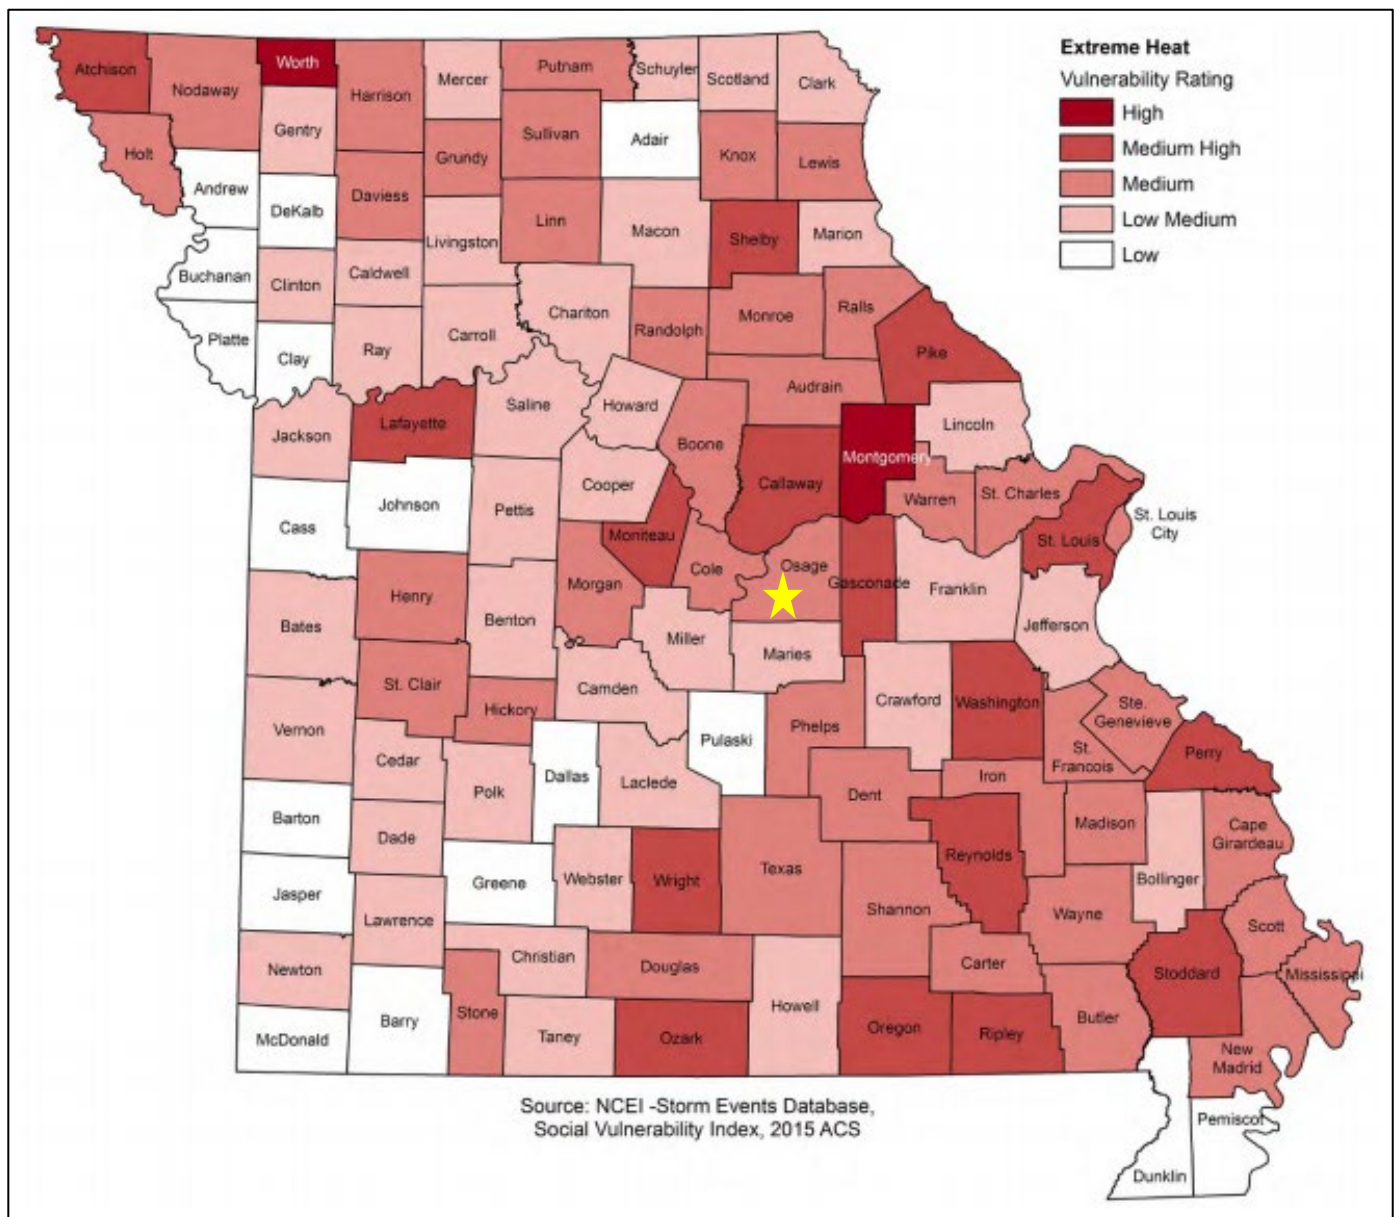 Extreme Heat
Vulnerability Rating
High
Medium High
Medium
Low Medium
Low
Atchison
Nodaway
Worth
Harrison
Mercer
Putnam
Schuyler
Scotland
Clark
Holt
Gentry
Grundy
Sullivan
Adair
Knox
Lewis
Andrew
DeKalb
Daviess
Livingston
Linn
Macon
Shelby
Marion
Buchanan
Clinton
Caldwell
Chariton
Randolph
Monroe
Ralls
Platte
Clay
Ray
Carroll
Pike
Audrain
Jackson
Lafayette
Saline
Howard
Boone
Callaway
Montgomery
Lincoln
Cass
Johnson
Pettis
Cooper
Warren
St. Charles
St. Louis
City
Moniteau
St. Louis
Henry
Morgan
Cole
Osage
Gasconade
Franklin
Bates
Benton
Miller
Maries
Jefferson
St. Clair
Hickory
Camden
Crawford
Washington
Ste.
Genevieve
Vernon
Phelps
Pulaski
St.
Francois
Perry
Cedar
Polk
Dallas
Laclede
Dent
Iron
Barton
Dade
Madison
Cape
Girardeau
Jasper
Greene
Webster
Wright
Texas
Reynolds
Bollinger
Lawrence
Shannon
Wayne
Scott
Newton
Christian
Douglas
Carter
Stoddard
Mississippi
McDonald
Barry
Stone
Taney
Ozark
Howell
Oregon
Ripley
Butler
New
Madrid
Pemiscot
Dunklin
Source: NCEI -Storm Events Database,
Social Vulnerability Index, 2015 ACS